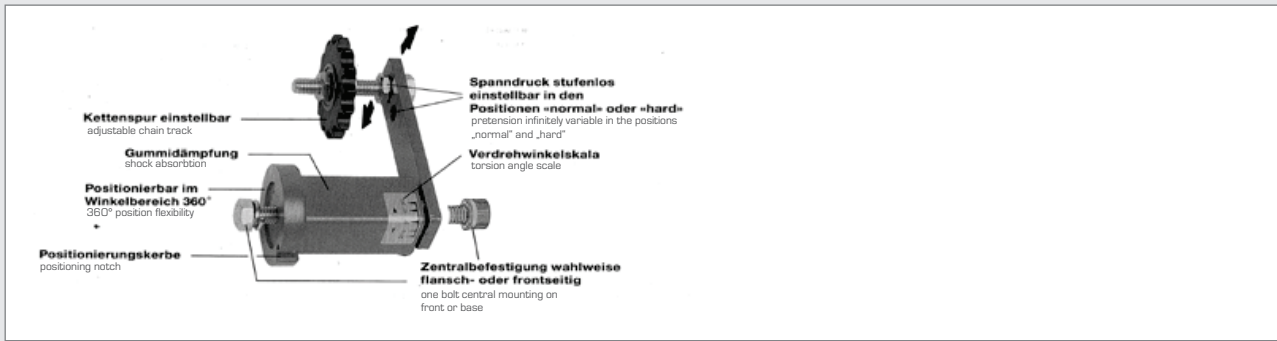 Kettenspur einstellbar
adjustable chain track
Gummidämpfung
shock absorbtion
Positionierbar im
Winkelbereich 360°
360° position flexibility
Positionierungskerbe
positioning notch
Spanndruck stufenlos
einstellbar in den
Positionen «normal» oder «hard»
pretension infinitely variable in the positions
„normal” and „hard”
Verdrehwinkelskala
torsion angle scale
Zentralbefestigung wahlweise
flansch- oder frontseitig
one bolt central mounting on
front or base